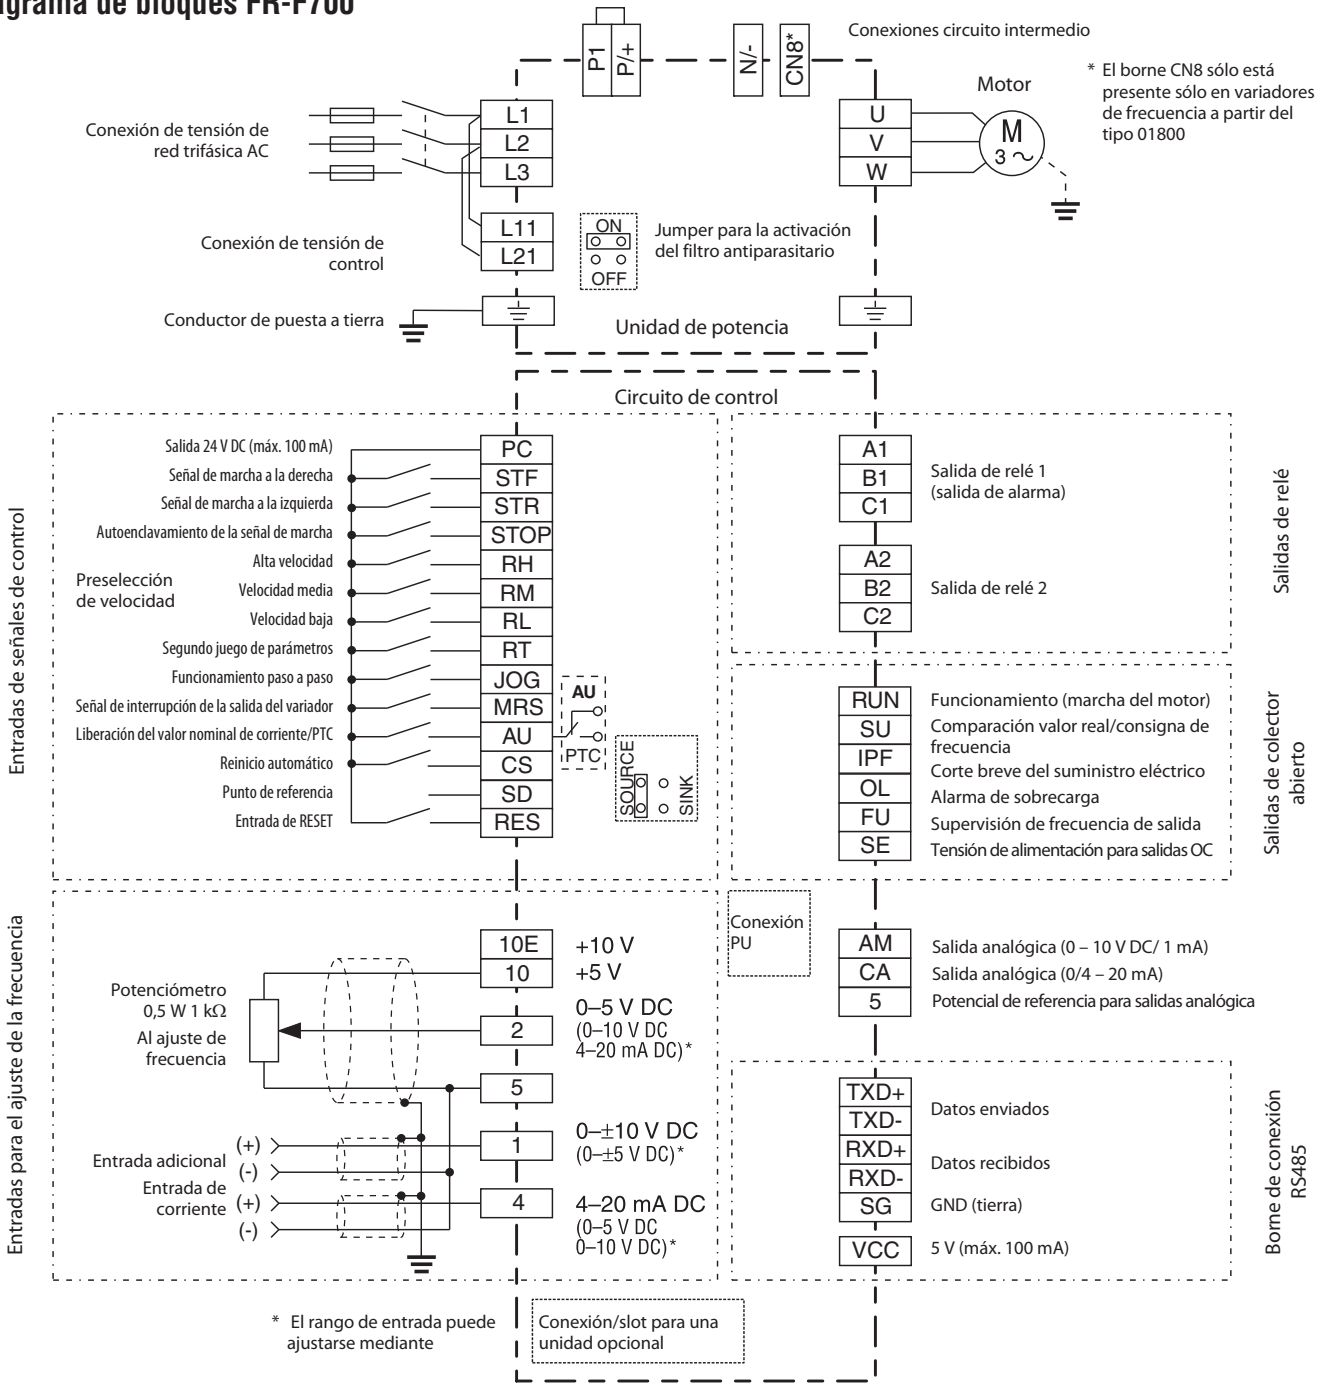 grama de bloques FR-F700
P1
P/+
N/-
CN8*
Conexiones circuito intermedio
* El borne CN8 sólo está
presente sólo en variadores
de frecuencia a partir del
tipo 01800
Motor
M
3 ~
Conexión de tensión de
red trifásica AC
L1
L2
L3
U
V
W
Conexión de tensión de
control
L11
L21
ON
OFF
Jumper para la activación
del filtro antiparasitario
Conductor de puesta a tierra
Unidad de potencia
Circuito de control
Entradas de señales de control
Salida 24 V DC (máx. 100 mA)
PC
Señal de marcha a la derecha
STF
Señal de marcha a la izquierda
STR
Autoenclavamiento de la señal de marcha
STOP
Preselección
de velocidad
Alta velocidad
RH
Velocidad media
RM
Velocidad baja
RL
Segundo juego de parámetros
RT
Funcionamiento paso a paso
JOG
Señal de interrupción de la salida del variador
MRS
Liberación del valor nominal de corriente/PTC
AU
Reinicio automático
CS
Punto de referencia
SD
Entrada de RESET
RES
AU
PTC
SOURCE
SINK
A1
B1
C1
Salida de relé 1
(salida de alarma)
A2
B2
C2
Salida de relé 2
Salidas de relé
RUN
Funcionamiento (marcha del motor)
SU
Comparación valor real/consigna de
frecuencia
IPF
Corte breve del suministro eléctrico
OL
Alarma de sobrecarga
FU
Supervisión de frecuencia de salida
SE
Tensión de alimentación para salidas OC
Salidas de colector
abierto
Entradas para el ajuste de la frecuencia
10E
+10 V
10
+5 V
Potenciómetro
0,5 W 1 kΩ
Al ajuste de
frecuencia
2
0–5 V DC
(0–10 V DC
4–20 mA DC)*
5
(+)
Entrada adicional
(-)
1
0–±10 V DC
(0–±5 V DC)*
Entrada de
corriente
(+)
(-)
4
4–20 mA DC
(0–5 V DC
0–10 V DC)*
Conexión
PU
AM
Salida analógica (0 – 10 V DC/ 1 mA)
CA
Salida analógica (0/4 – 20 mA)
5
Potencial de referencia para salidas analógica
TXD+
TXD-
Datos enviados
RXD+
RXD-
Datos recibidos
SG
GND (tierra)
VCC
5 V (máx. 100 mA)
Borne de conexión
RS485
* El rango de entrada puede
ajustarse mediante
Conexión/slot para una
unidad opcional